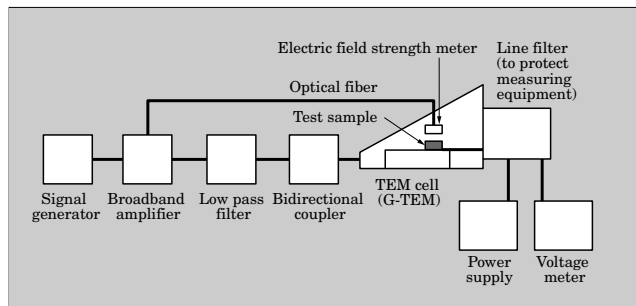 Electric field strength meter
Line filter
(to protect
measuring
equipment)
Optical fiber
Test sample
TEM cell
(G-TEM)
Signal
generator
Broadband
amplifier
Low pass
filter
Bidirectional
coupler
Power
supply
Voltage
meter